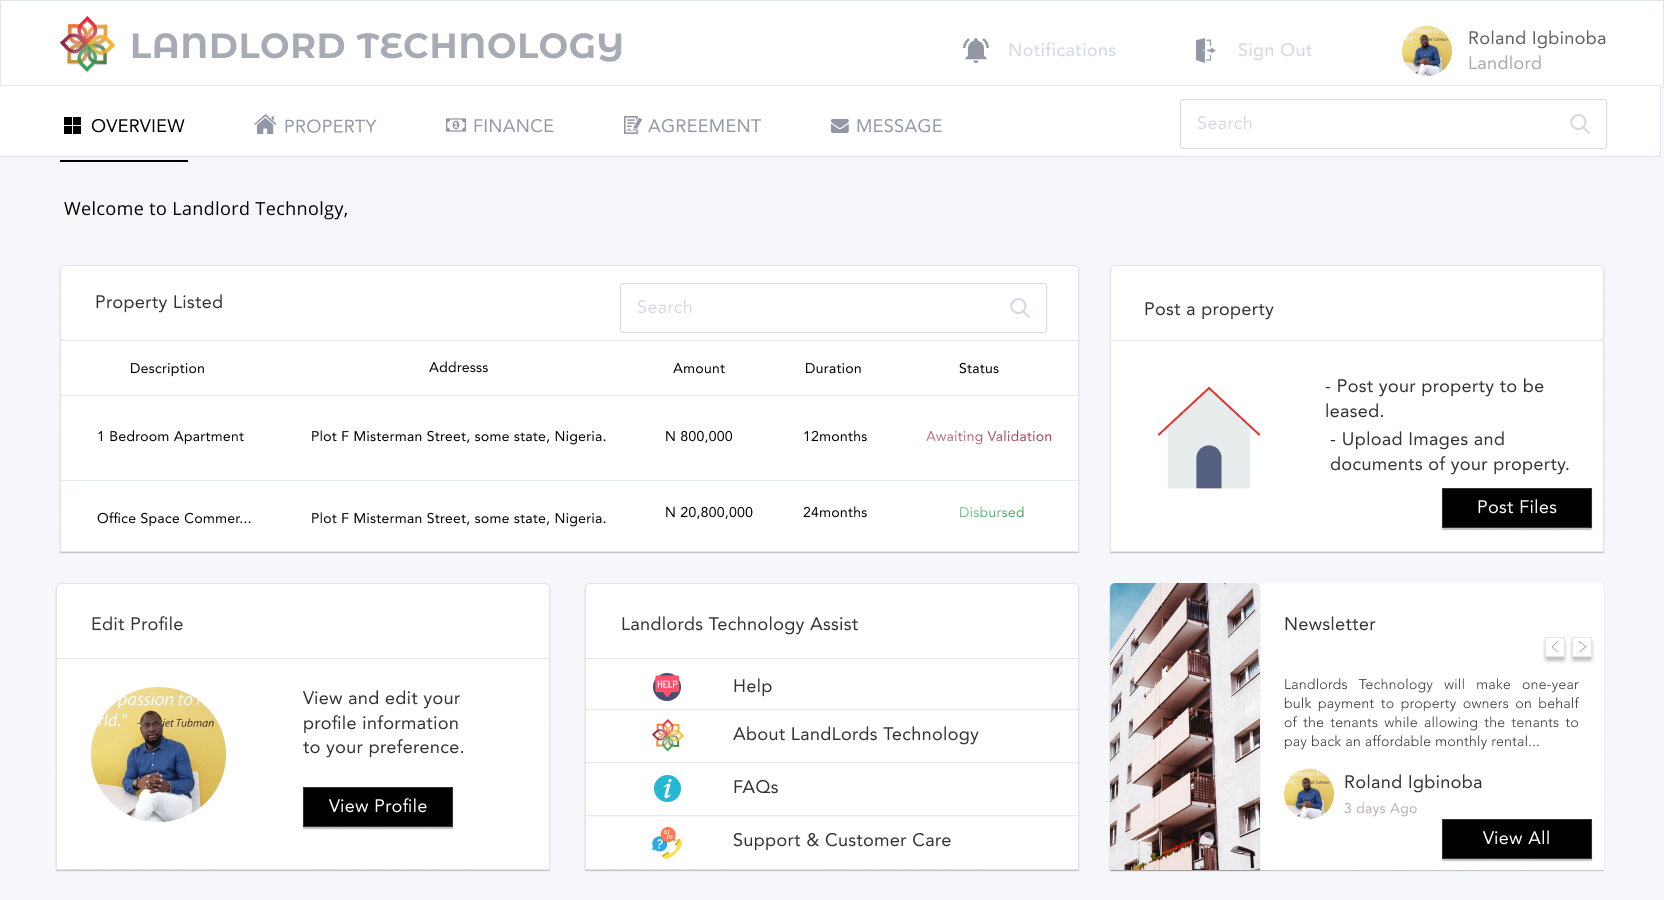 LANDLORD TECHNOLOGY
Notifications
Sign Out
Roland Igbinoba
Landlord
OVERVIEW
PROPERTY
FINANCE
AGREEMENT
MESSAGE
Search
Welcome to Landlord Technolgy,
Property Listed
Search
Description Addresss Amount Duration Status
1 Bedroom Apartment Plot F Misterman Street, some state, Nigeria. N 800,000 12months Awaiting Validation
Office Space Commer... Plot F Misterman Street, some state, Nigeria. N 20,800,000 24months Disbursed
Post a property
- Post your property to be
leased.
- Upload Images and
documents of your property.
Post Files
Edit Profile
passion to
"
Tubman
View and edit your
profile information
to your preference.
View Profile
Landlords Technology Assist
HELP
Help
About LandLords Technology
i
FAQs
?
Support & Customer Care
Newsletter
< >
Landlords Technology will make one-year
bulk payment to property owners on behalf
of the tenants while allowing the tenants to
pay back an affordable monthly rental...
Roland Igbinoba
3 days Ago
View All